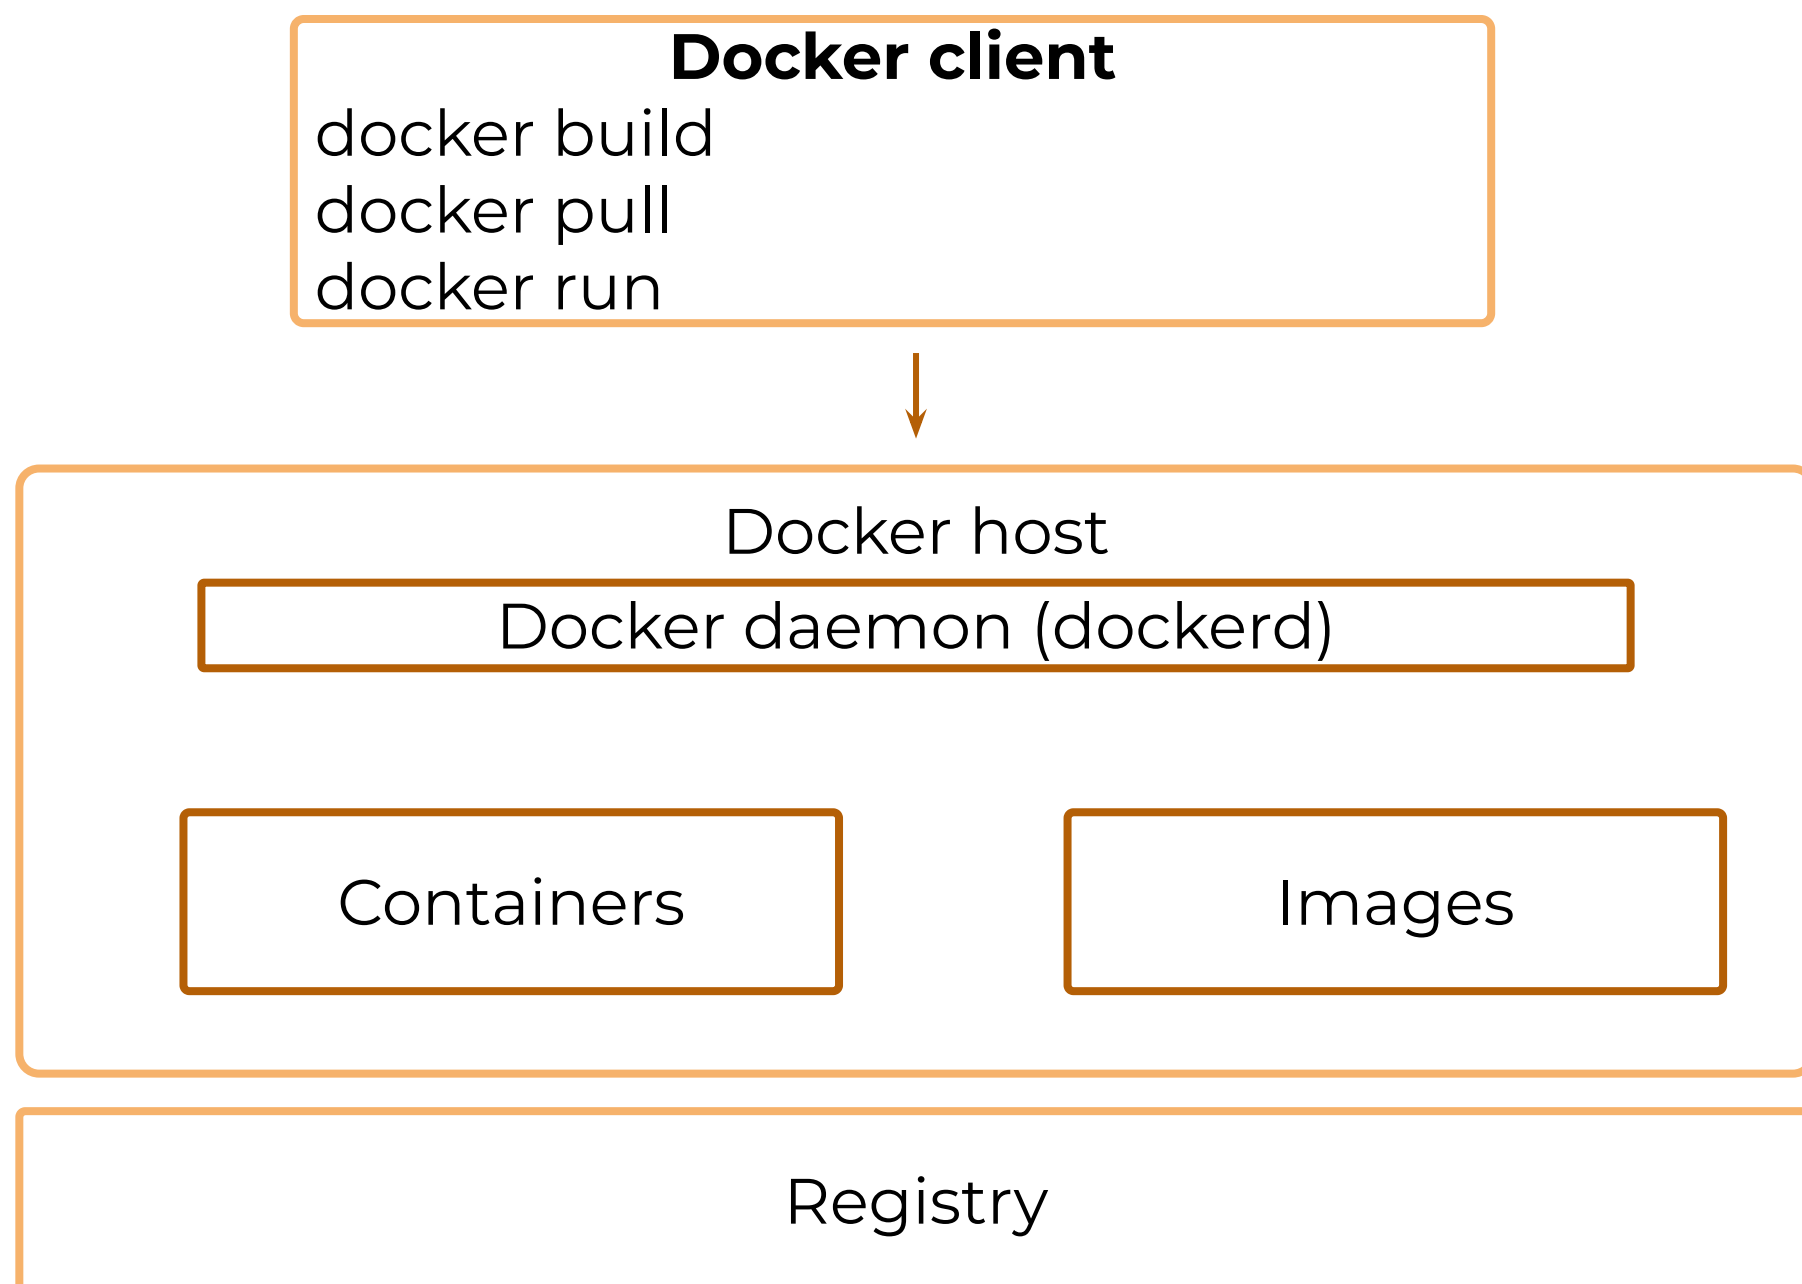 Docker client
docker build
docker pull
docker run
Docker host
Docker daemon (dockerd)
Containers
Images
Registry